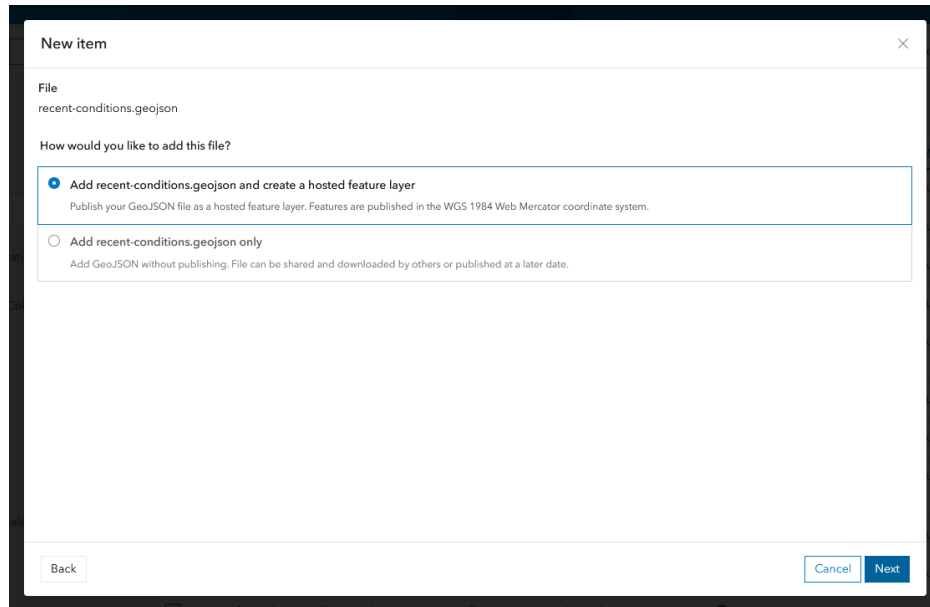 New item
File
recent-conditions.geojson
How would you like to add this file?
Add recent-conditions.geojson and create a hosted feature layer
Publish your GeoJSON file as a hosted feature layer. Features are published in the WGS 1984 Web Mercator coordinate system.
Add recent-conditions.geojson only
Add GeoJSON without publishing. File can be shared and downloaded by others or published at a later date.
Back
Cancel
Next